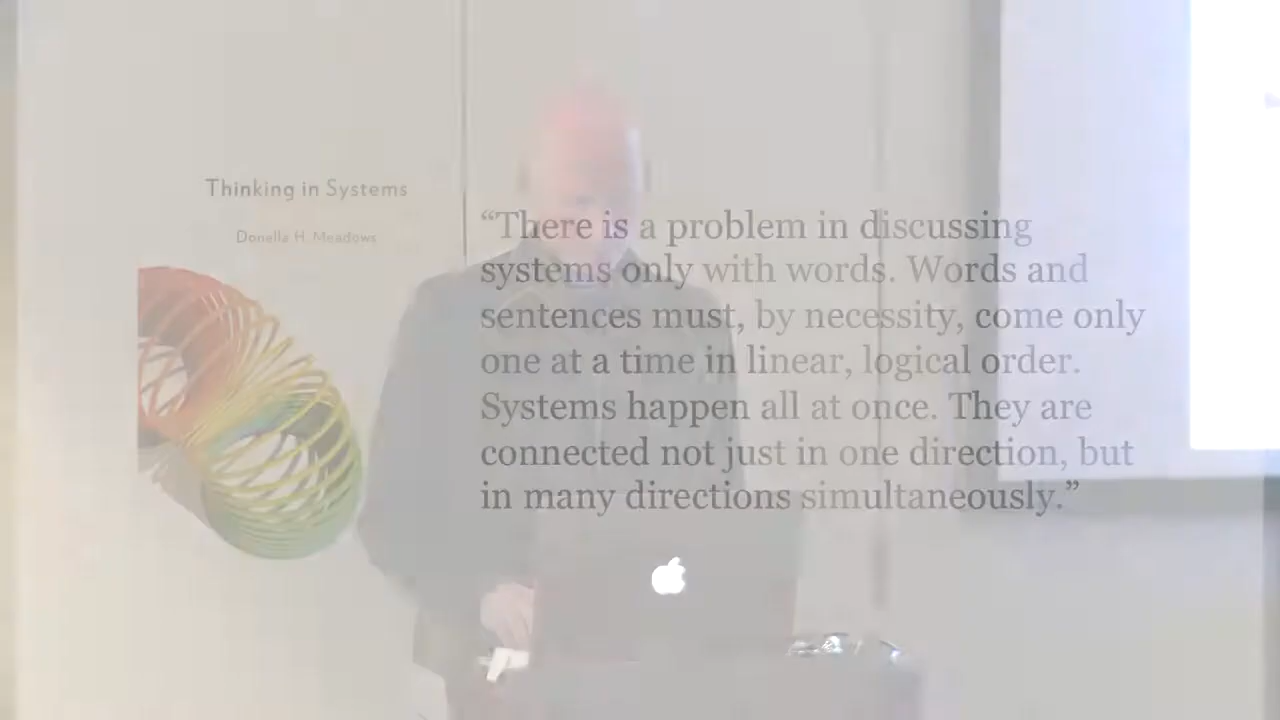 Thinking in Systems
Donella H. Meadows
“There is a problem in discussing
systems only with words. Words and
sentences must, by necessity, come only
one at a time in linear, logical order.
Systems happen all at once. They are
connected not just in one direction, but
in many directions simultaneously.”